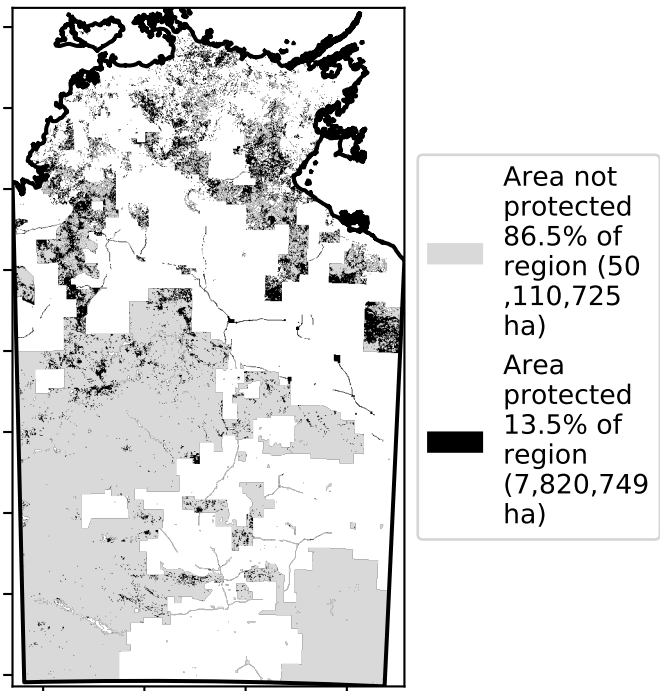 Area not
protected
86.5% of
region (50
,110,725
ha)
Area
protected
13.5% of
region
(7,820,749
ha)